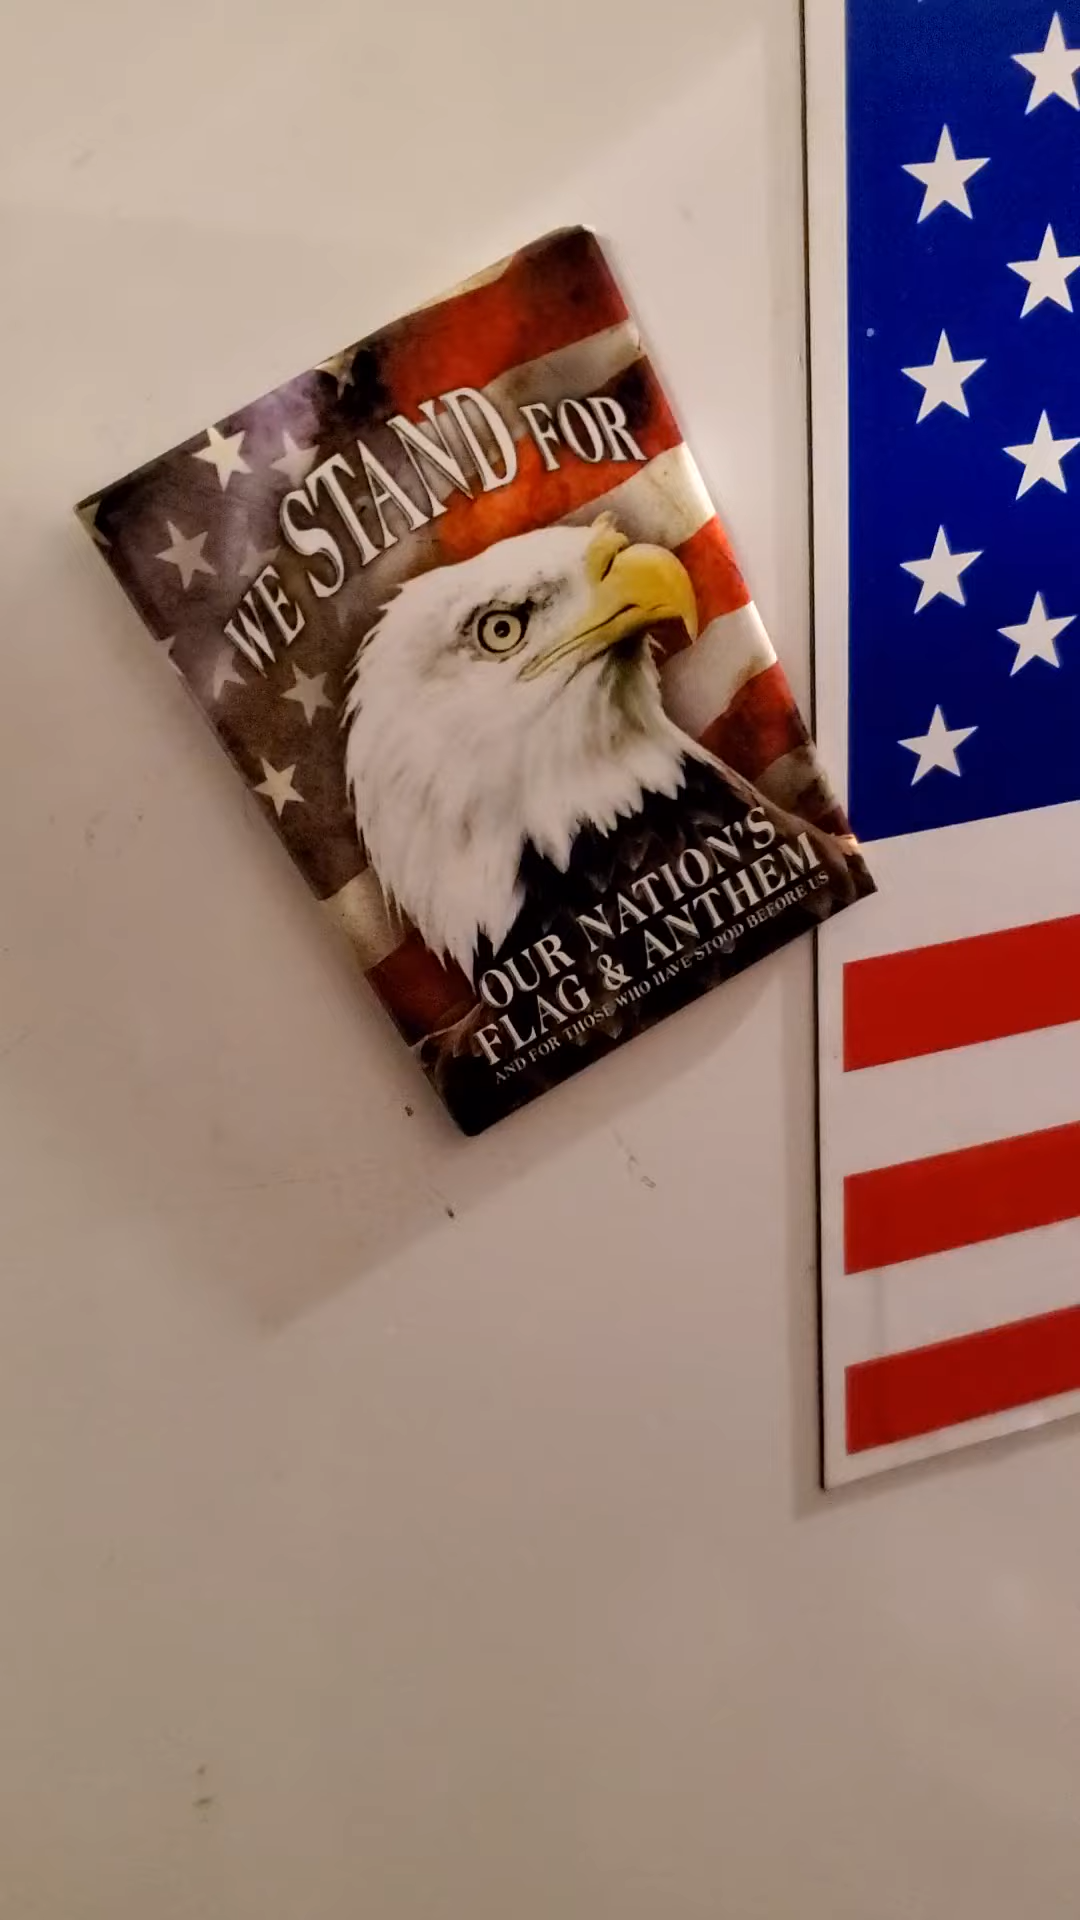 WE STAND FOR
OUR NATION'S
FLAG & ANTHEM
AND FOR THOSE WHO HAVE STOOD BEFORE US